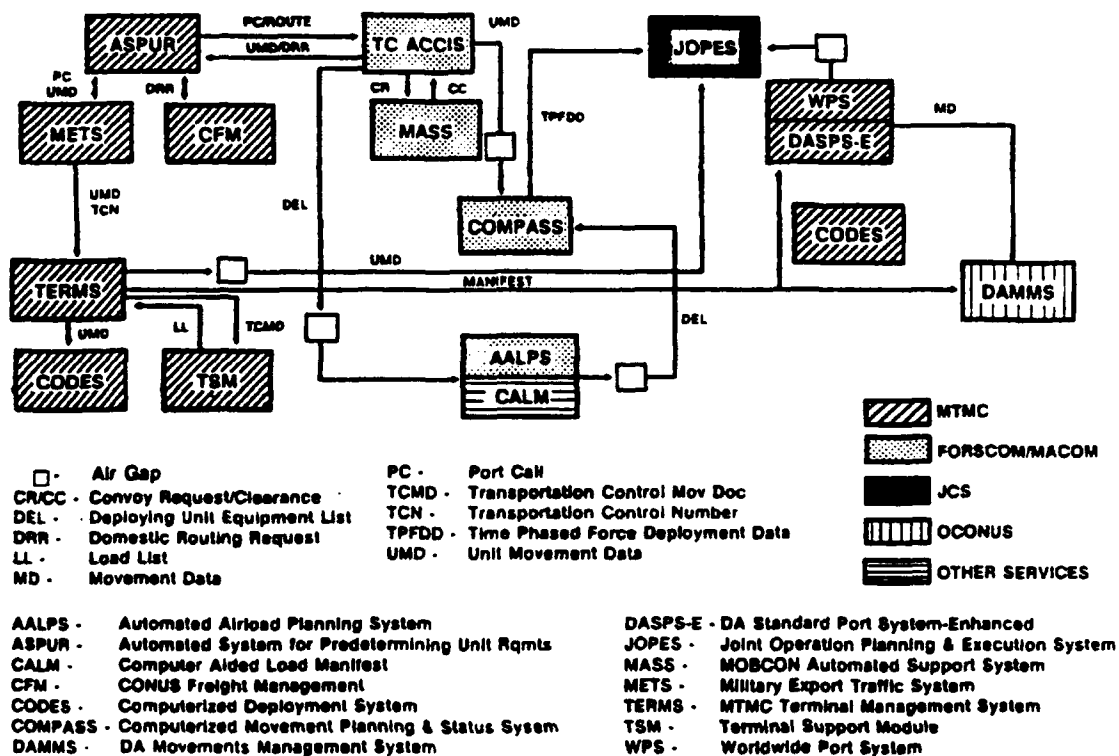 PC/ROUTE
UMD
ASPUR
UMD/DRR
TC ACCIS
JOPES
PC
UMD
DRR
CR
CC
TPFDD
WPS
MD
METS
CFM
MASS
DASPS-E
UMD
TCN
DEL
COMPASS
CODES
UMD
TERMS
MANIFEST
DAMMS
UMD
LL
TCMD
DEL
CODES
TSM
AALPS
CALM
MTMC
FORSCOM/MACOM
JCS
OCONUS
OTHER SERVICES
□ - Air Gap
CR/CC - Convoy Request/Clearance
DEL - Deploying Unit Equipment List
DRR - Domestic Routing Request
LL - Load List
MD - Movement Data
PC - Port Call
TCMD - Transportation Control Mov Doc
TCN - Transportation Control Number
TPFDD - Time Phased Force Deployment Data
UMD - Unit Movement Data
AALPS - Automated Airload Planning System
ASPUR - Automated System for Predetermining Unit Rqmts
CALM - Computer Aided Load Manifest
CFM - CONUS Freight Management
CODES - Computerized Deployment System
COMPASS - Computerized Movement Planning & Status Sysem
DAMMS - DA Movements Management System
DASPS-E - DA Standard Port System-Enhanced
JOPES - Joint Operation Planning & Execution System
MASS - MOBCON Automated Support System
METS - Military Export Traffic System
TERMS - MTMC Terminal Management System
TSM - Terminal Support Module
WPS - Worldwide Port System